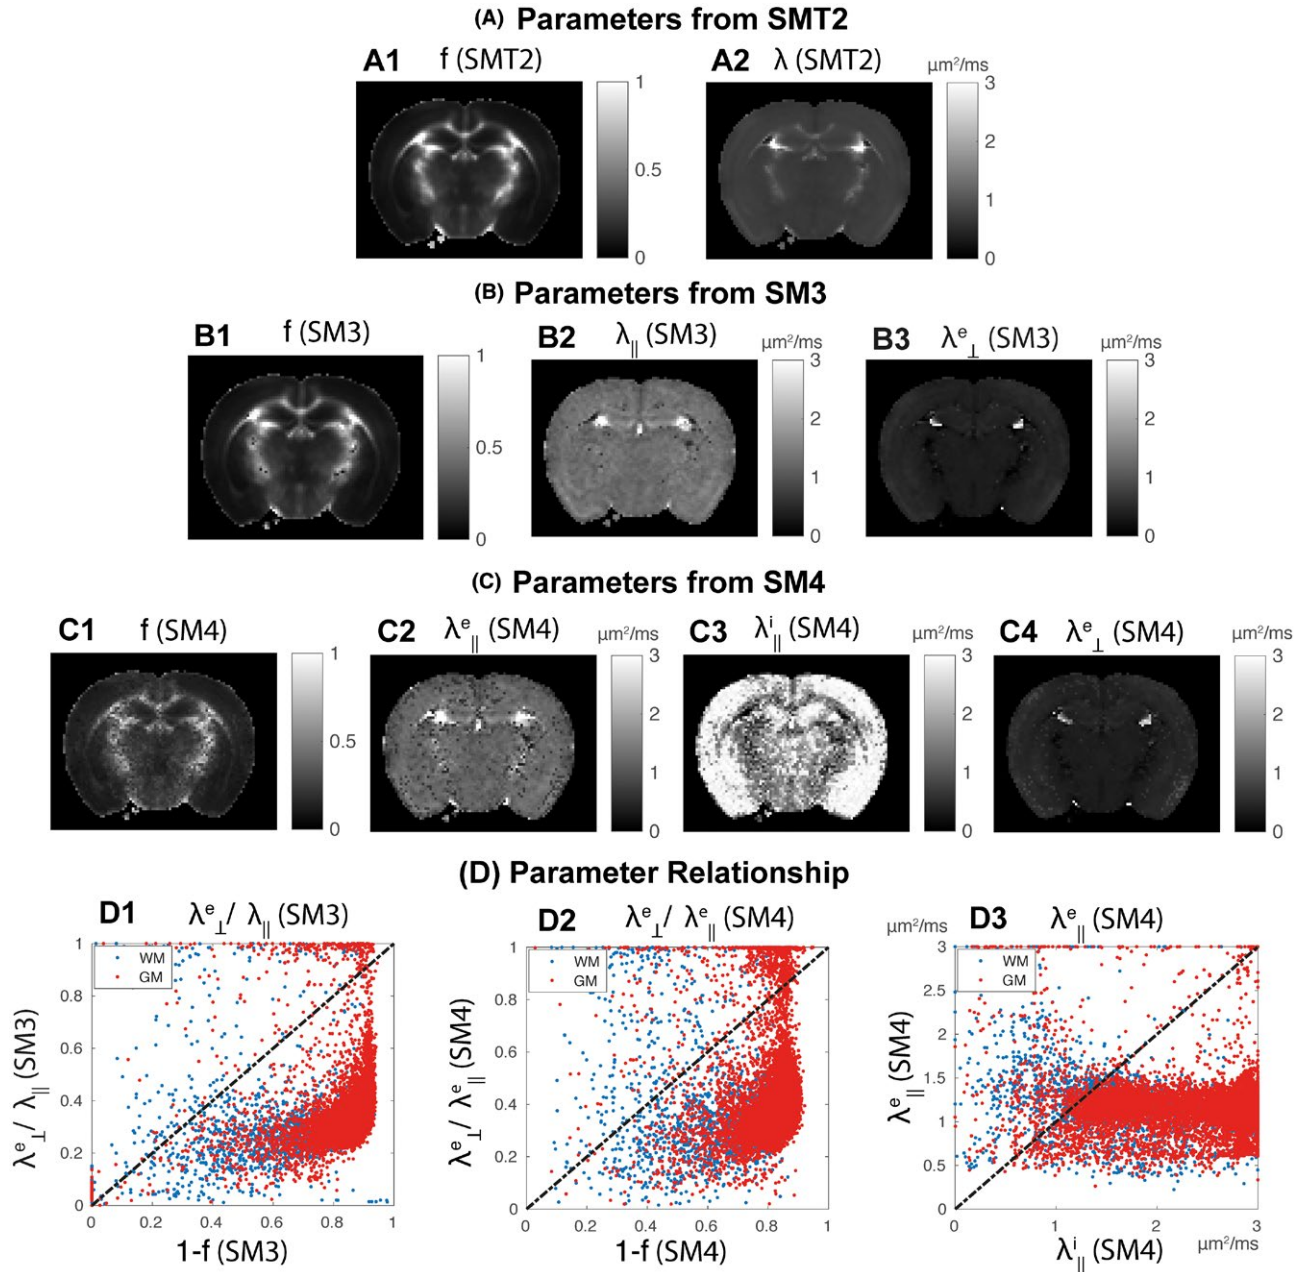 (A) Parameters from SMT2
A1 f (SMT2)
A2 λ (SMT2) μm²/ms
1
0.5
0
3
2
1
0
(B) Parameters from SM3
B1 f (SM3)
B2 λ∥ (SM3) μm²/ms
B3 λᵉ⊥ (SM3) μm²/ms
1
0.5
0
3
2
1
0
3
2
1
0
(C) Parameters from SM4
C1 f (SM4)
C2 λᵉ∥ (SM4) μm²/ms
C3 λⁱ∥ (SM4) μm²/ms
C4 λᵉ⊥ (SM4) μm²/ms
1
0.5
0
3
2
1
0
3
2
1
0
3
2
1
0
(D) Parameter Relationship
D1 λᵉ⊥/ λ∥ (SM3)
WM
GM
1
0.8
0.6
0.4
0.2
0
λᵉ⊥/ λ∥ (SM3)
0 0.2 0.4 0.6 0.8 1
1-f (SM3)
D2 λᵉ⊥/ λᵉ∥ (SM4)
WM
GM
1
0.8
0.6
0.4
0.2
0
λᵉ⊥/ λᵉ∥ (SM4)
0 0.2 0.4 0.6 0.8 1
1-f (SM4)
μm²/ms D3 λᵉ∥ (SM4)
WM
GM
3
2.5
2
1.5
1
0.5
0
λᵉ∥ (SM4)
0 1 2 3
λⁱ∥ (SM4) μm²/ms